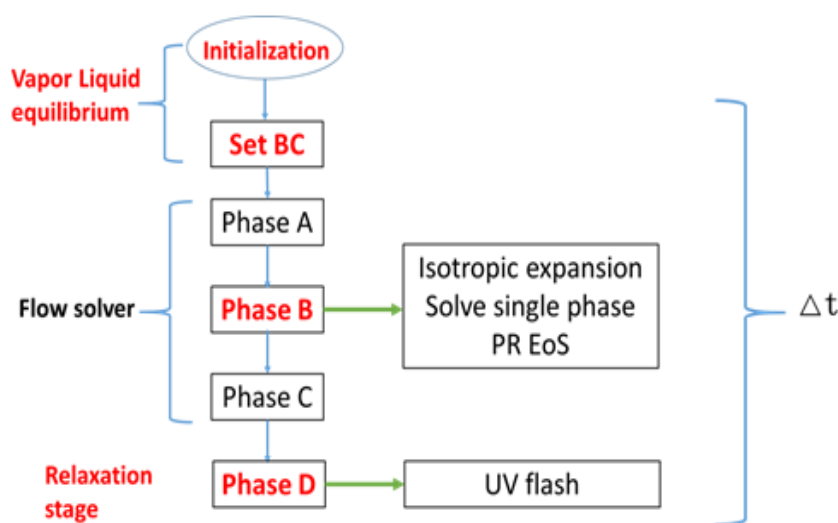 Initialization
Vapor Liquid
equilibrium
Set BC
Phase A
Flow solver
Phase B
Isotropic expansion
Solve single phase
PR EoS
△t
Phase C
Relaxation
stage
Phase D
UV flash